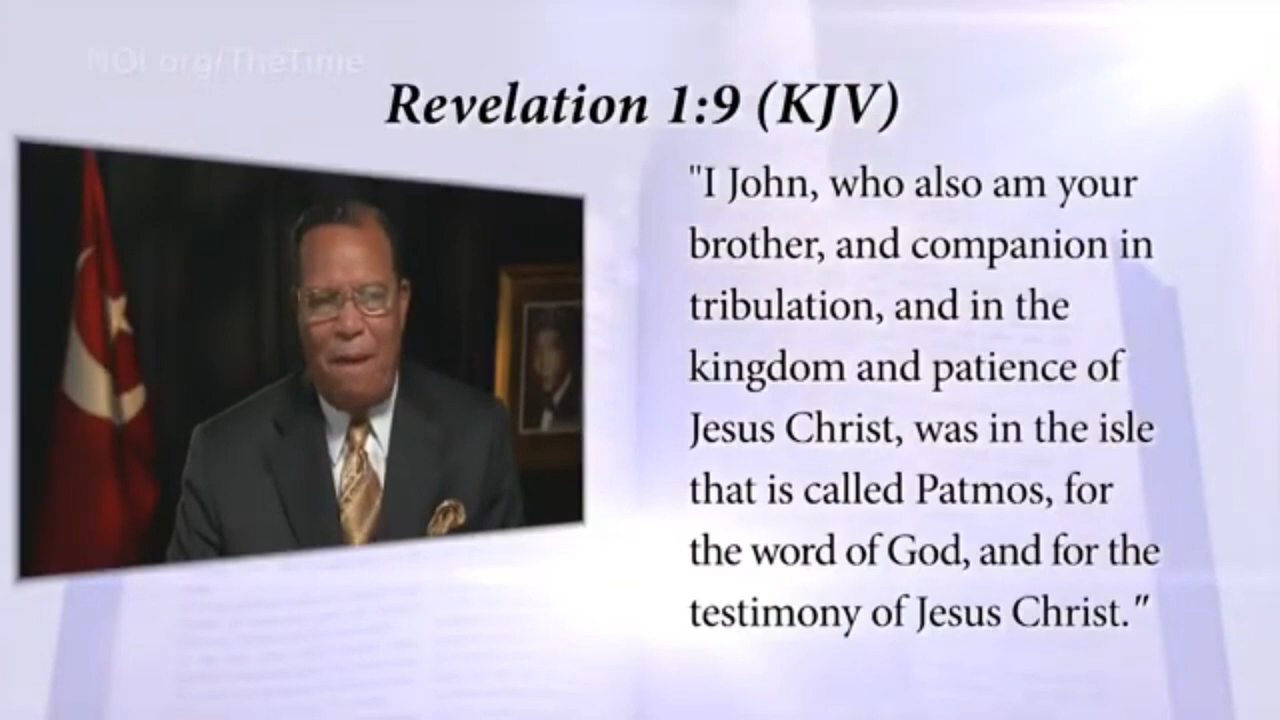 NOI.org/TheTime
Revelation 1:9 (KJV)
"I John, who also am your
brother, and companion in
tribulation, and in the
kingdom and patience of
Jesus Christ, was in the isle
that is called Patmos, for
the word of God, and for the
testimony of Jesus Christ."